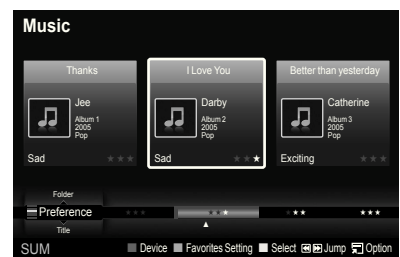 Music
Thanks I Love You Better than yesterday
Jee Darby Catherine
Album 1 Album 2 Album 3
2005 2005 2005
Pop Pop Pop
Sad ★★★ Sad ★★★ Exciting ★★★
Folder
Preference ★★★ ★★★ ★★ ★★★
Title
SUM Device Favorites Setting Select Jump Option